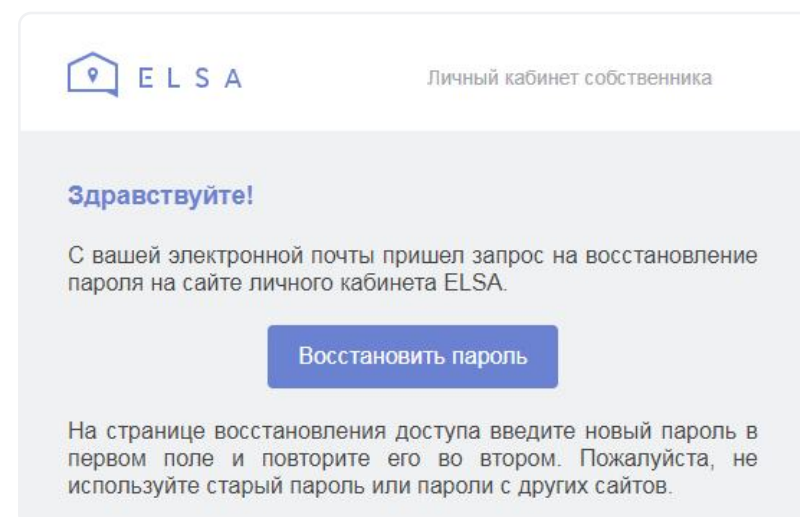 ELSA
Личный кабинет собственника
Здравствуйте!
С вашей электронной почты пришел запрос на восстановление
пароля на сайте личного кабинета ELSA.
Восстановить пароль
На странице восстановления доступа введите новый пароль в
первом поле и повторите его во втором. Пожалуйста, не
используйте старый пароль или пароли с других сайтов.